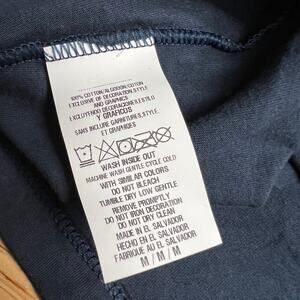 100% COTTON/ALGODON/COTON
EXCLUSIVE OF DECORATION, STYLE
AND GRAPHICS
EXCLUYENDO DECORACIONES, ESTILO
Y GRAFICOS
SANS INCLURE GARNITURES, STYLE
ET GRAPHIQUES
WASH INSIDE OUT
MACHINE WASH GENTLE CYCLE COLD
WITH SIMILAR COLORS
DO NOT BLEACH
TUMBLE DRY LOW GENTLE
REMOVE PROMPTLY
DO NOT IRON DECORATION
DO NOT DRY CLEAN
MADE IN EL SALVADOR
HECHO EN EL SALVADOR
FABRIQUE AU EL SALVADOR
M / M / M